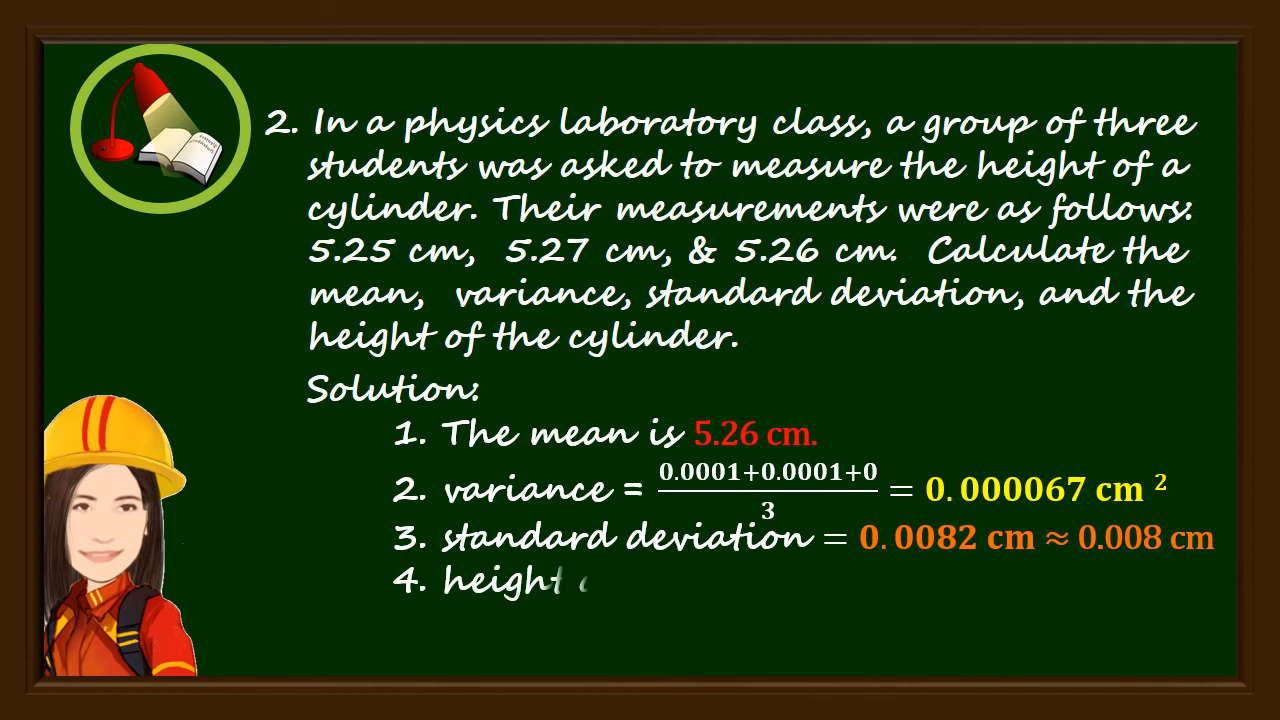 2. In a physics laboratory class, a group of three
students was asked to measure the height of a
cylinder. Their measurements were as follows:
5.25 cm, 5.27 cm, & 5.26 cm. Calculate the
mean, variance, standard deviation, and the
height of the cylinder.
Solution:
1. The mean is 5.26 cm.
2. variance = (0.0001+0.0001+0)/3 = 0.000067 cm ²
3. standard deviation = 0.0082 cm ≈ 0.008 cm
4. height